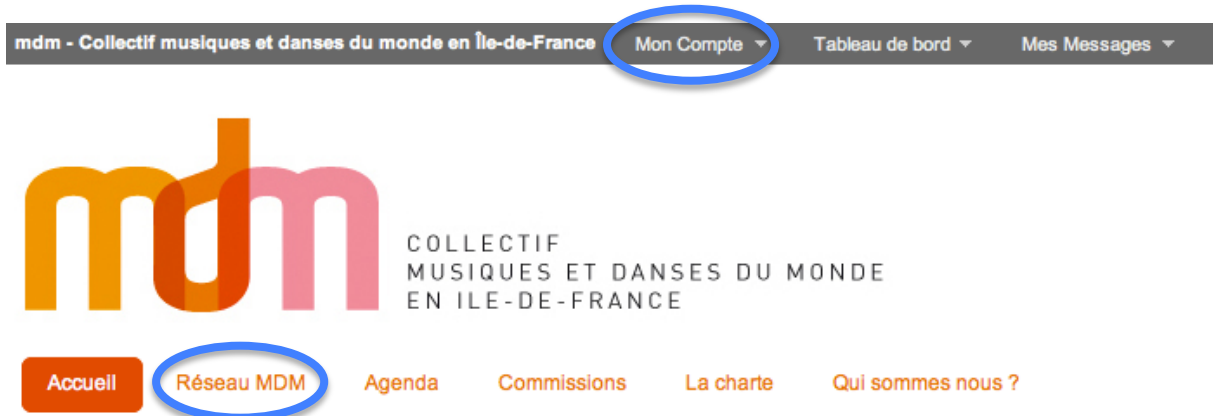 mdm - Collectif musiques et danses du monde en Île-de-France Mon Compte Tableau de bord Mes Messages
mdm
COLLECTIF
MUSIQUES ET DANSES DU MONDE
EN ILE-DE-FRANCE
Accueil Réseau MDM Agenda Commissions La charte Qui sommes nous ?